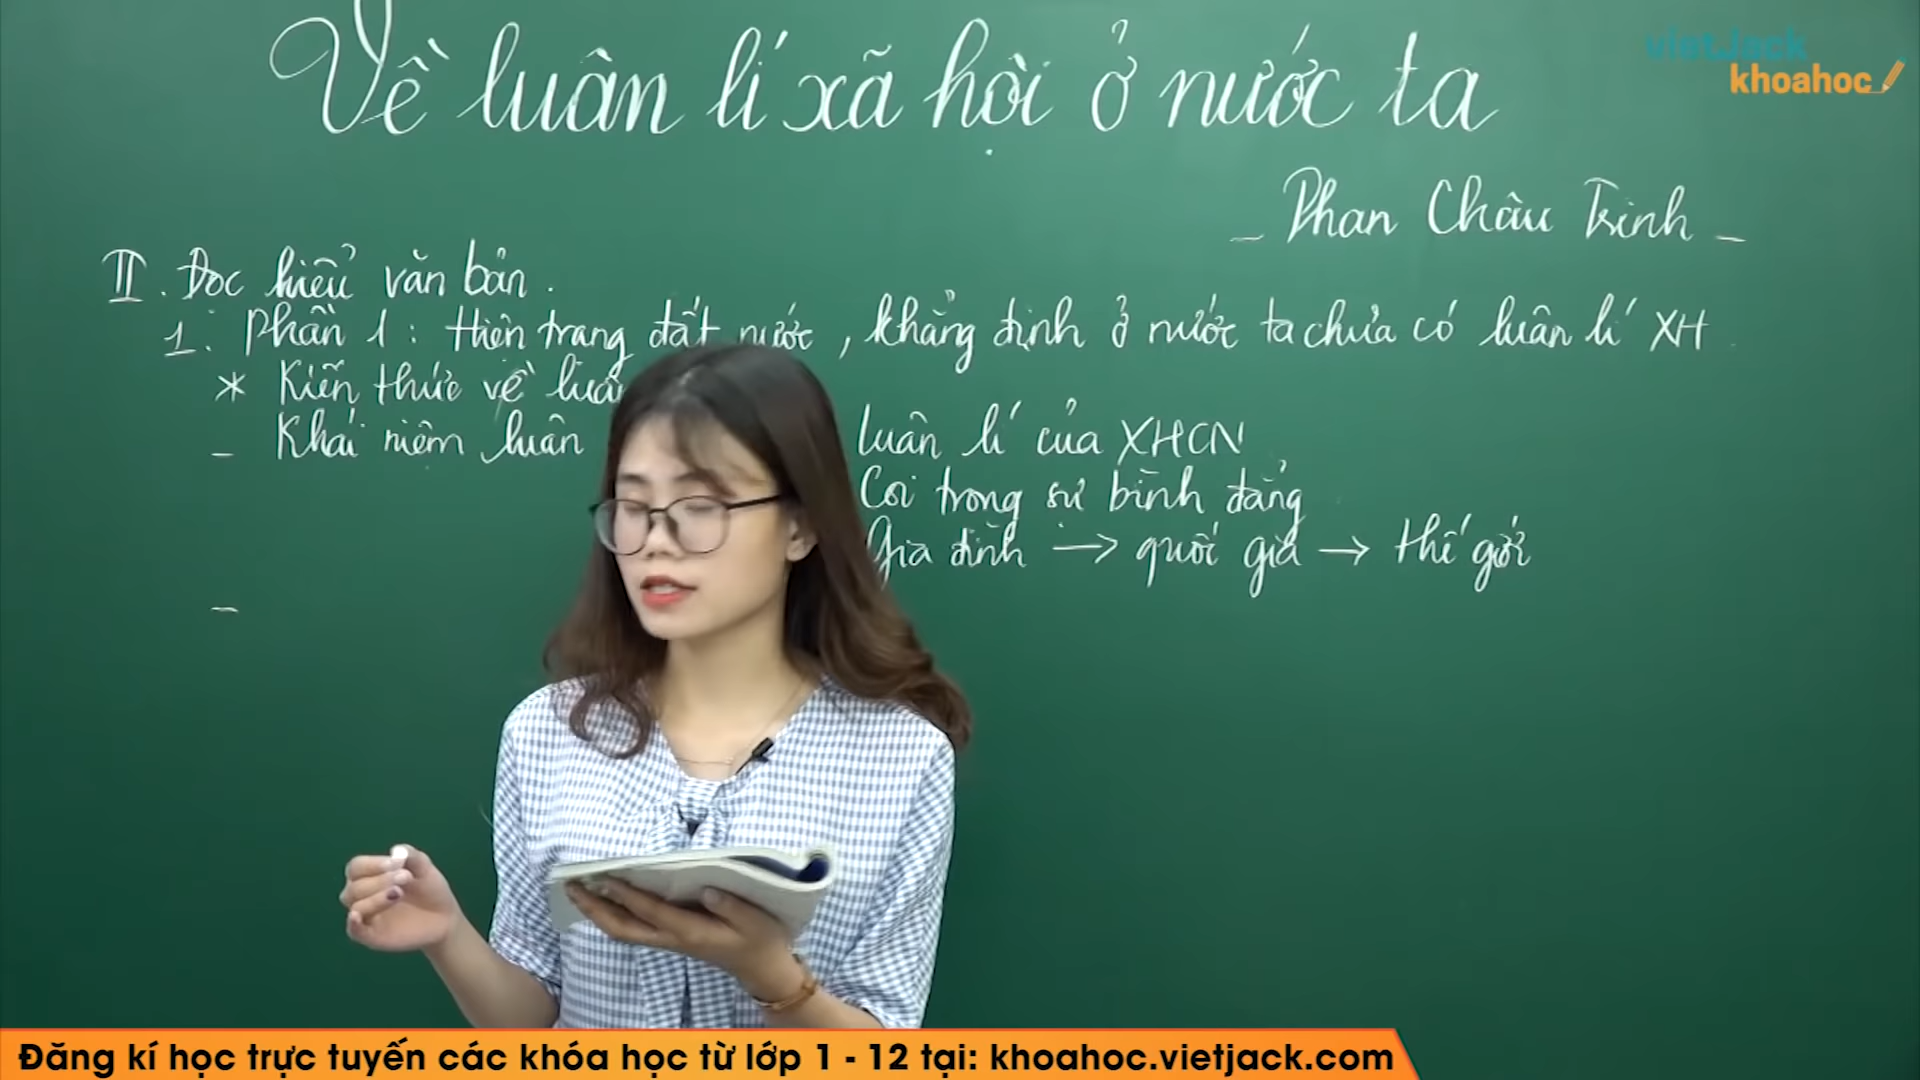 Về luân lí xã hội ở nước ta
vietJack
khoahoc
_ Phan Châu Trinh _
II. Đọc hiểu văn bản.
1. Phần 1: Hiện trạng đất nước, khẳng định ở nước ta chưa có luân lí XH
* Kiến thức về luân
_ Khái niệm luân luân lí của XHCN
Coi trọng sự bình đẳng
Gia đình → quốc gia → thế giới
_
Đăng kí học trực tuyến các khóa học từ lớp 1 - 12 tại: khoahoc.vietjack.com